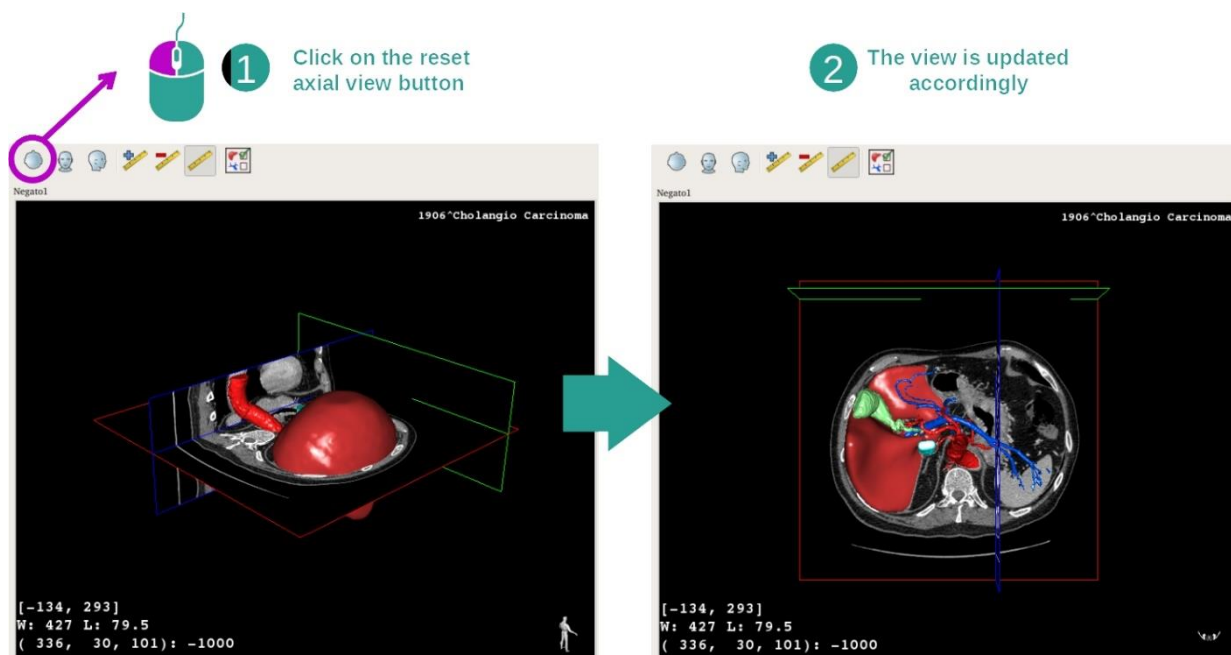 1
Click on the reset
axial view button
2
The view is updated
accordingly
Negato1
1906^Cholangio Carcinoma
[-134, 293]
W: 427 L: 79.5
( 336, 30, 101): -1000
Negato1
1906^Cholangio Carcinoma
[-134, 293]
W: 427 L: 79.5
( 336, 30, 101): -1000